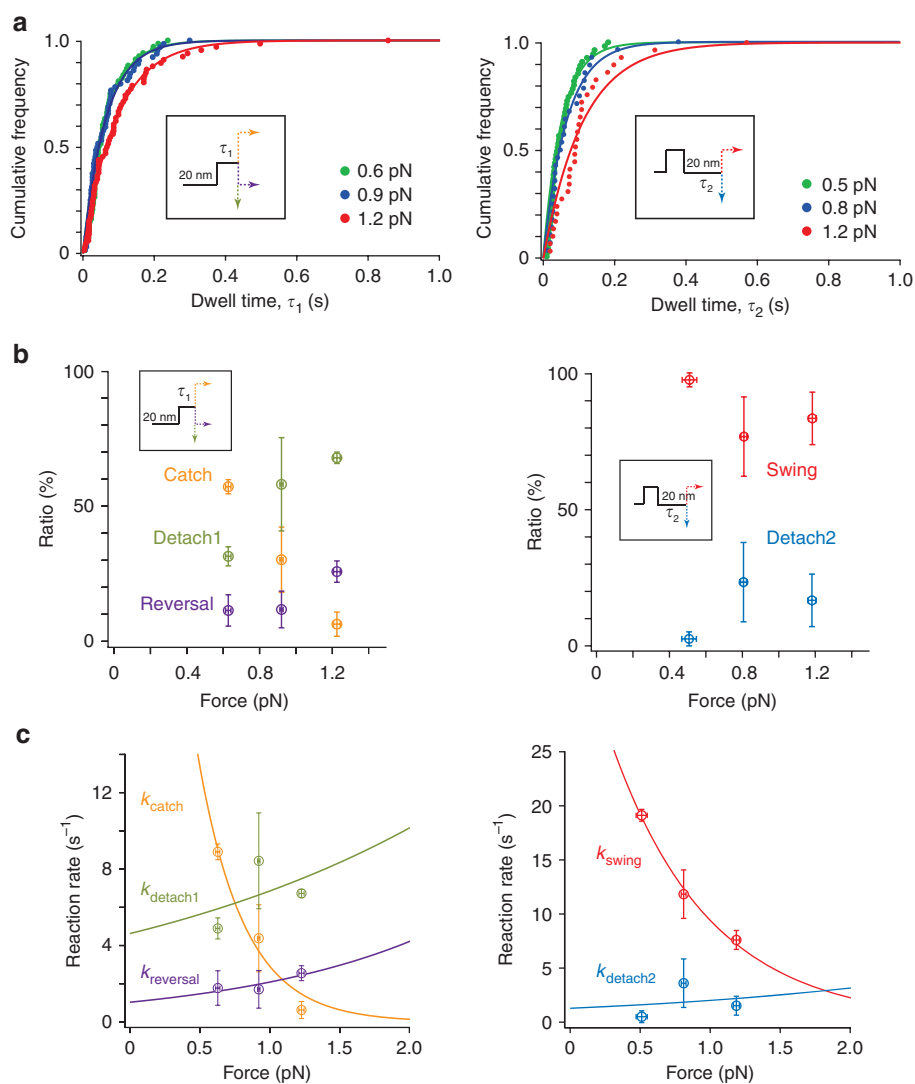 a
Cumulative frequency
1.0
0.5
0
0 0.2 0.4 0.6 0.8 1.0
Dwell time, τ1 (s)
20 nm
τ1
0.6 pN
0.9 pN
1.2 pN
Cumulative frequency
1.0
0.5
0
0 0.2 0.4 0.6 0.8 1.0
Dwell time, τ2 (s)
20 nm
τ2
0.5 pN
0.8 pN
1.2 pN
b
Ratio (%)
100
50
0
0 0.4 0.8 1.2
Force (pN)
τ1
20 nm
Catch
Detach1
Reversal
Ratio (%)
100
50
0
0 0.4 0.8 1.2
Force (pN)
20 nm
τ2
Swing
Detach2
c
Reaction rate (s−1)
12
8
4
0
0 0.5 1.0 1.5 2.0
Force (pN)
kcatch
kdetach1
kreversal
Reaction rate (s−1)
25
20
15
10
5
0
0 0.5 1.0 1.5 2.0
Force (pN)
kswing
kdetach2